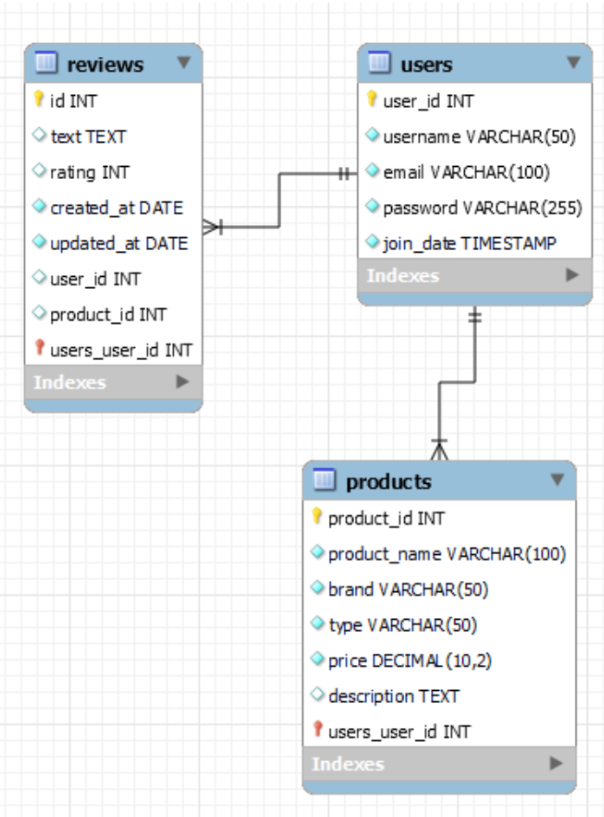 reviews
id INT
text TEXT
rating INT
created_at DATE
updated_at DATE
user_id INT
product_id INT
users_user_id INT
Indexes
users
user_id INT
username VARCHAR(50)
email VARCHAR(100)
password VARCHAR(255)
join_date TIMESTAMP
Indexes
products
product_id INT
product_name VARCHAR(100)
brand VARCHAR(50)
type VARCHAR(50)
price DECIMAL(10,2)
description TEXT
users_user_id INT
Indexes